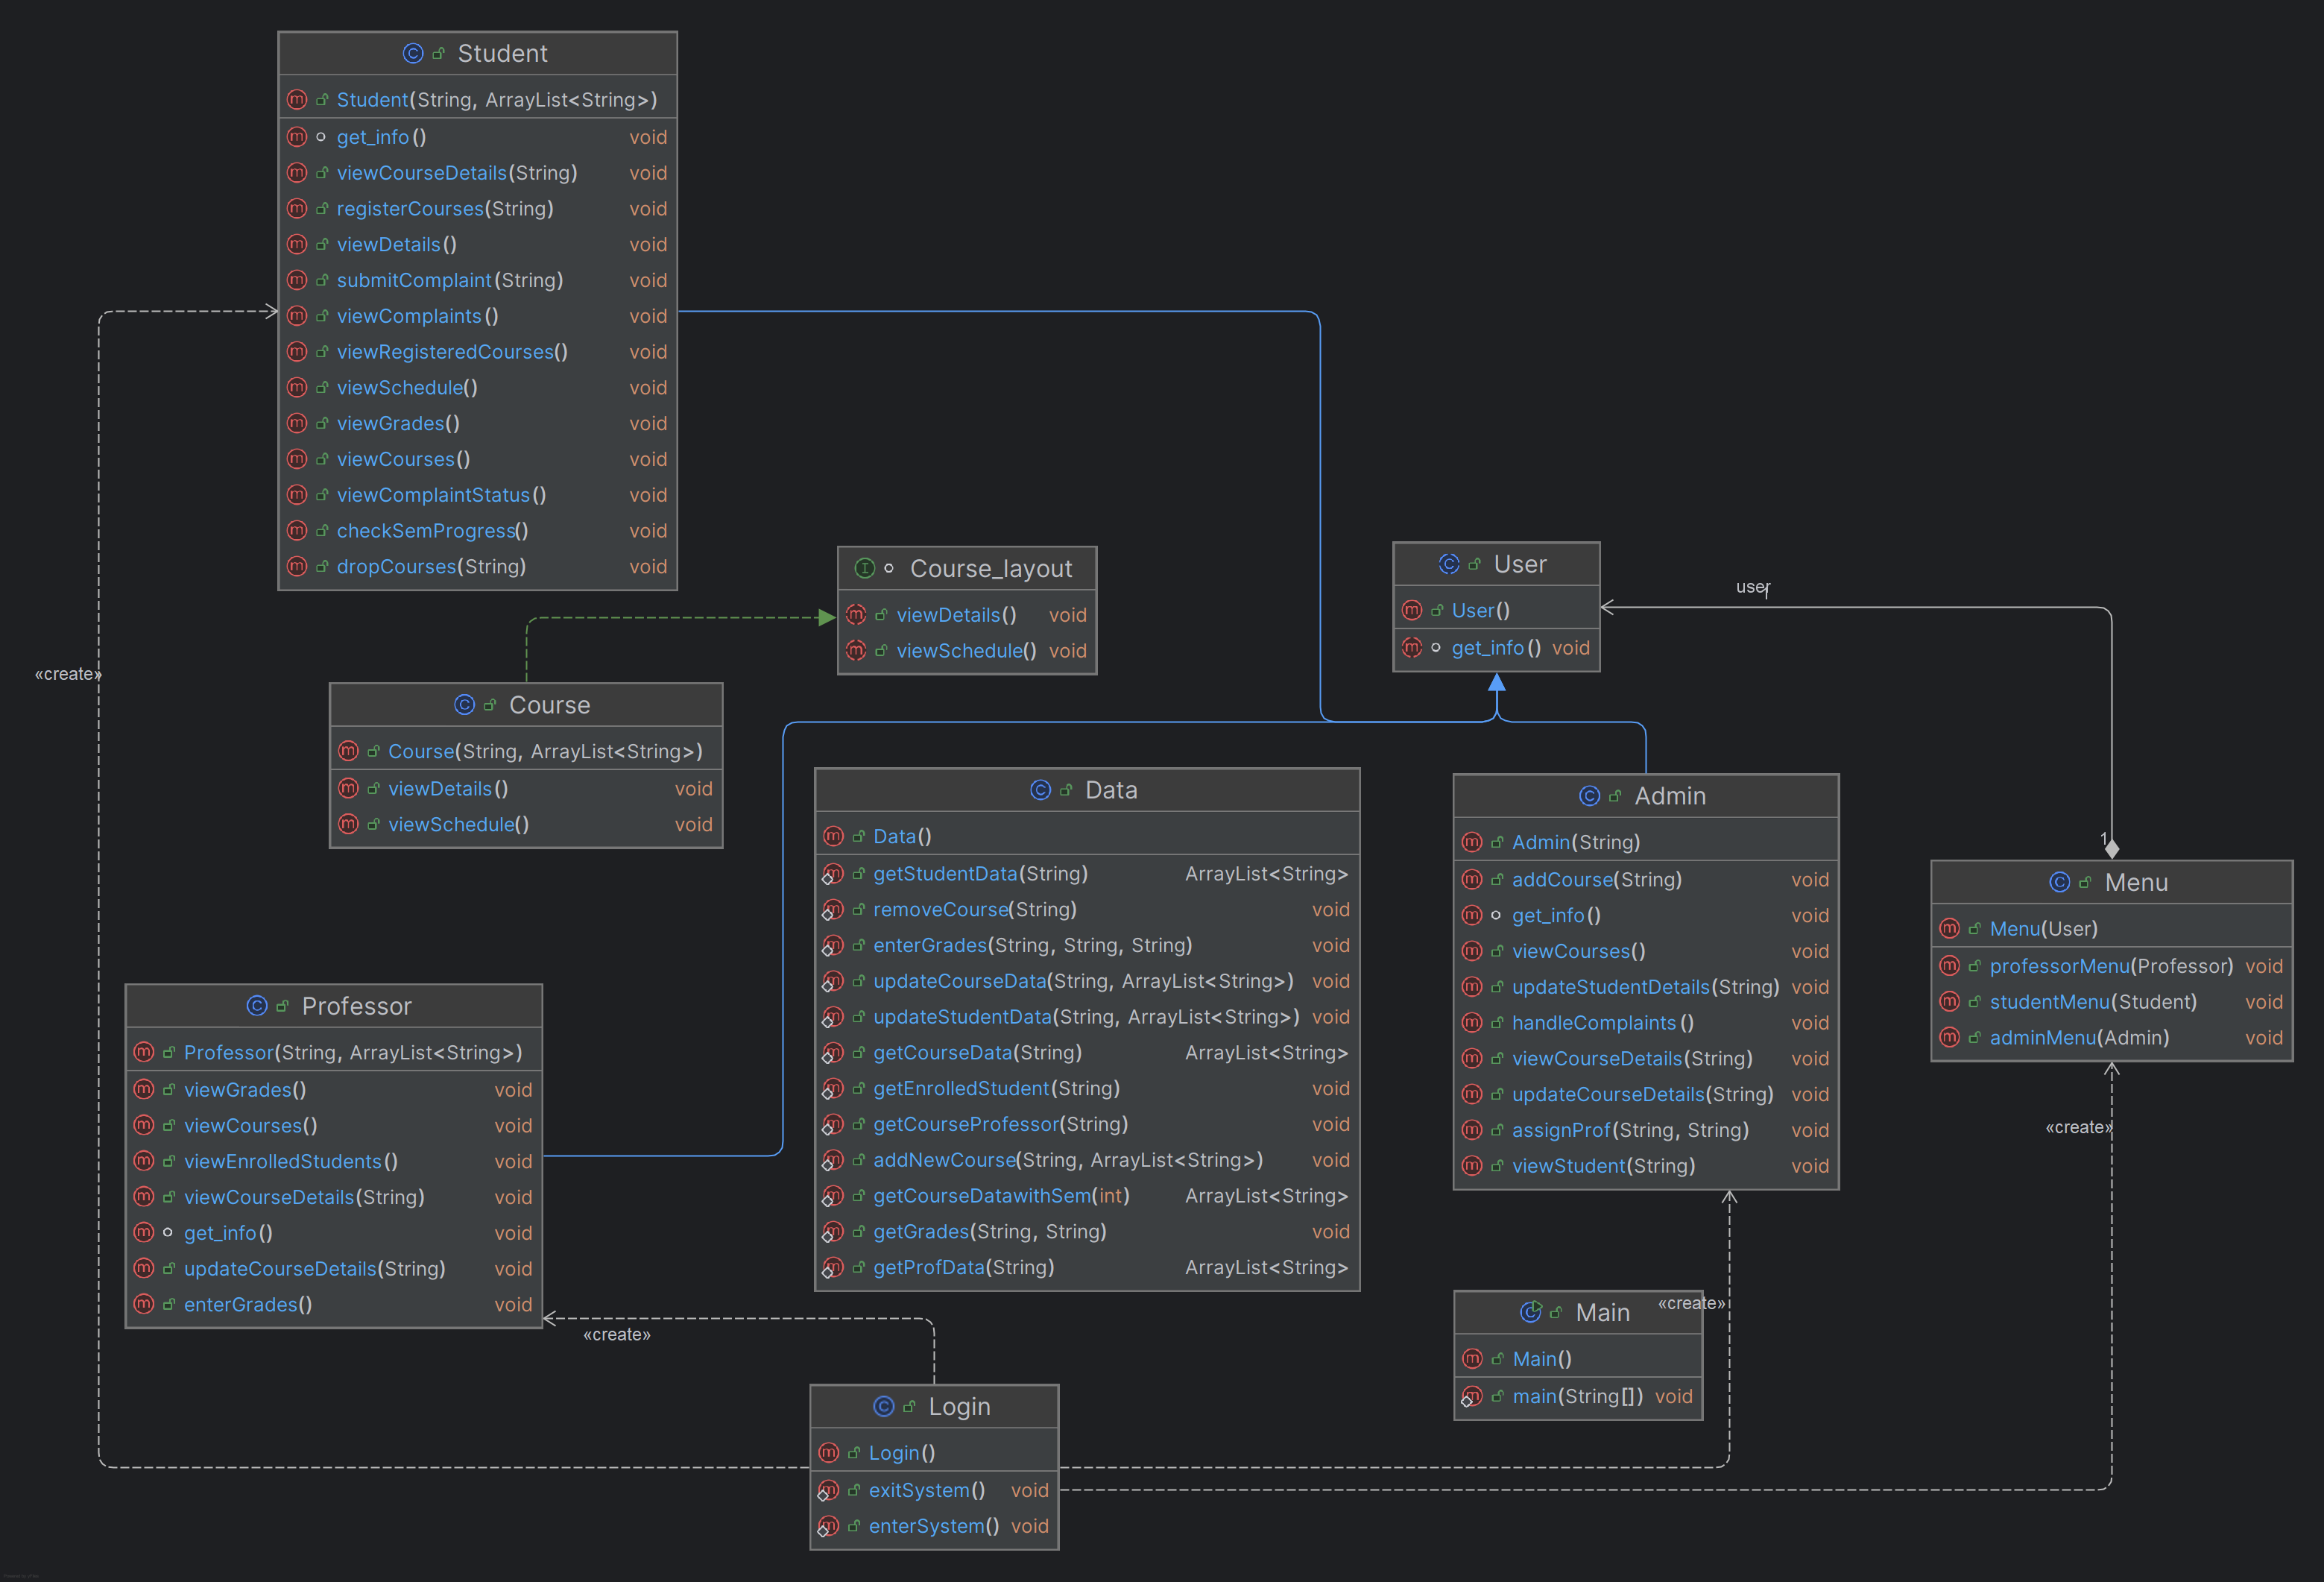 Student
Student(String, ArrayList<String>)
get_info() void
viewCourseDetails(String) void
registerCourses(String) void
viewDetails() void
submitComplaint(String) void
viewComplaints() void
viewRegisteredCourses() void
viewSchedule() void
viewGrades() void
viewCourses() void
viewComplaintStatus() void
checkSemProgress() void
dropCourses(String) void
«create»
Course_layout
viewDetails() void
viewSchedule() void
User
User()
get_info() void
user
1
1
Course
Course(String, ArrayList<String>)
viewDetails() void
viewSchedule() void
Data
Data()
getStudentData(String) ArrayList<String>
removeCourse(String) void
enterGrades(String, String, String) void
updateCourseData(String, ArrayList<String>) void
updateStudentData(String, ArrayList<String>) void
getCourseData(String) ArrayList<String>
getEnrolledStudent(String) void
getCourseProfessor(String) void
addNewCourse(String, ArrayList<String>) void
getCourseDatawithSem(int) ArrayList<String>
getGrades(String, String) void
getProfData(String) ArrayList<String>
Admin
Admin(String)
addCourse(String) void
get_info() void
viewCourses() void
updateStudentDetails(String) void
handleComplaints() void
viewCourseDetails(String) void
updateCourseDetails(String) void
assignProf(String, String) void
viewStudent(String) void
Menu
Menu(User)
professorMenu(Professor) void
studentMenu(Student) void
adminMenu(Admin) void
«create»
Professor
Professor(String, ArrayList<String>)
viewGrades() void
viewCourses() void
viewEnrolledStudents() void
viewCourseDetails(String) void
get_info() void
updateCourseDetails(String) void
enterGrades() void
«create»
Main
«create»
Main()
main(String[]) void
Login
Login()
exitSystem() void
enterSystem() void